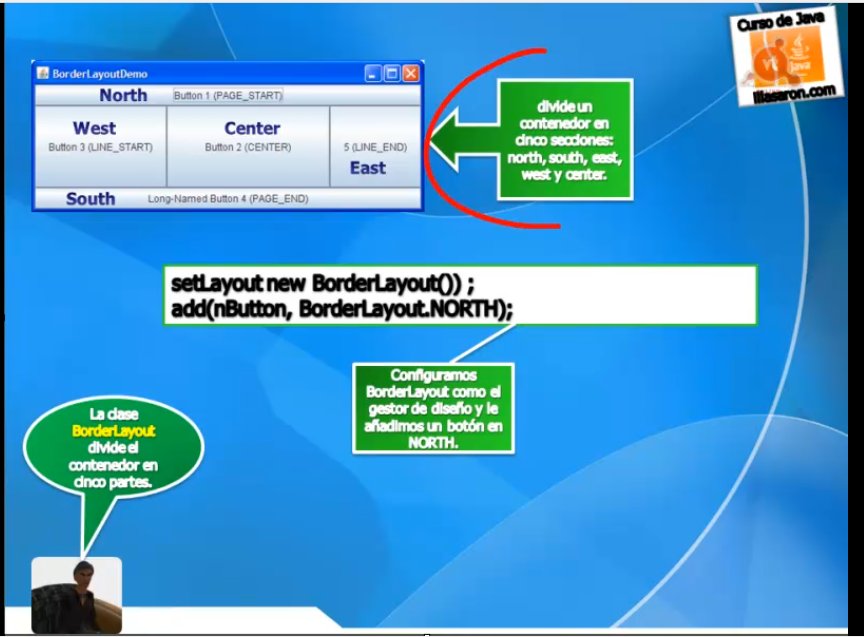 Curso de Java
Java
illasaron.com
BorderLayoutDemo
North Button 1 (PAGE_START)
West Center
Button 3 (LINE_START) Button 2 (CENTER) 5 (LINE_END)
East
South Long-Named Button 4 (PAGE_END)
divide un
contenedor en
cinco secciones:
north, south, east,
west y center.
setLayout new BorderLayout()) ;
add(nButton, BorderLayout.NORTH);
Configuramos
BorderLayout como el
gestor de diseño y le
añadimos un botón en
NORTH.
La clase
BorderLayout
divide el
contenedor en
cinco partes.